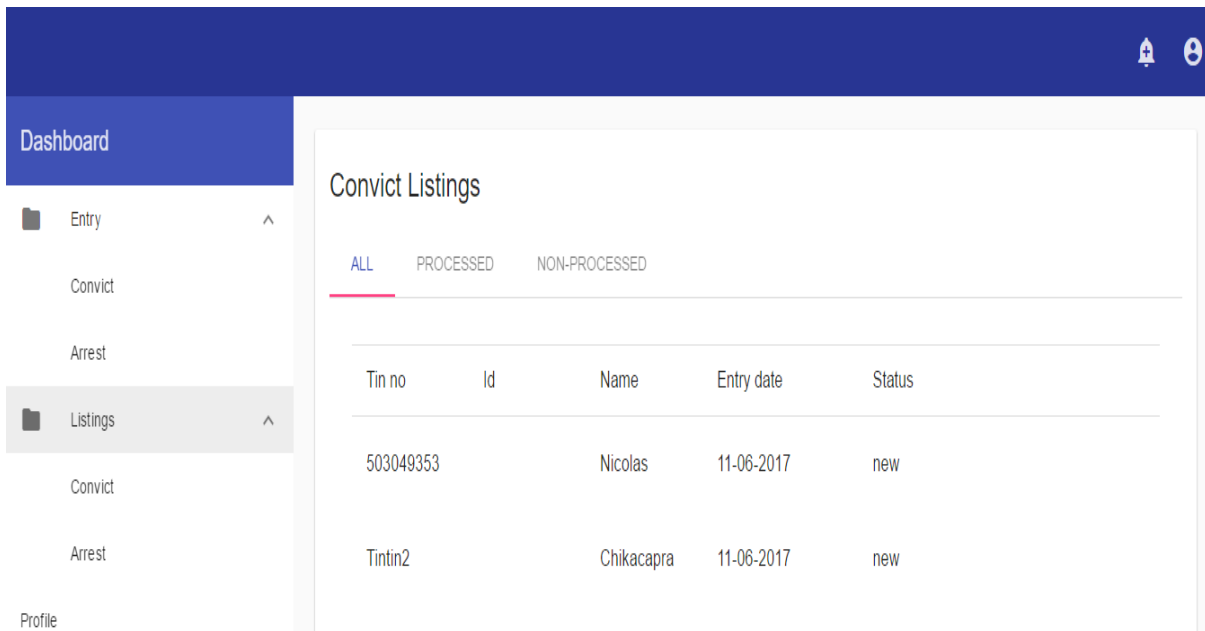 Dashboard
Entry
Convict
Arrest
Listings
Convict
Arrest
Profile
Convict Listings
ALL PROCESSED NON-PROCESSED
Tin no Id Name Entry date Status
503049353 Nicolas 11-06-2017 new
Tintin2 Chikacapra 11-06-2017 new